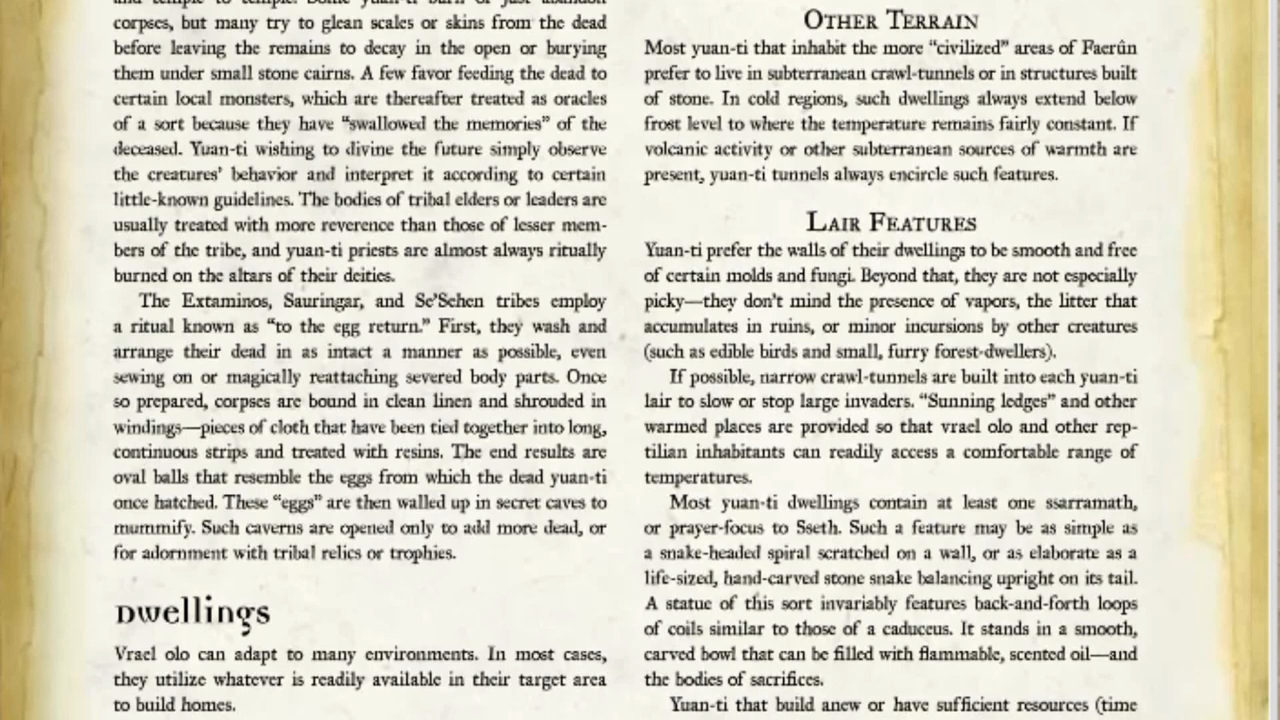 corpses, but many try to glean scales or skins from the dead
before leaving the remains to decay in the open or burying
them under small stone cairns. A few favor feeding the dead to
certain local monsters, which are thereafter treated as oracles
of a sort because they have “swallowed the memories” of the
deceased. Yuan-ti wishing to divine the future simply observe
the creatures’ behavior and interpret it according to certain
little-known guidelines. The bodies of tribal elders or leaders are
usually treated with more reverence than those of lesser mem-
bers of the tribe, and yuan-ti priests are almost always ritually
burned on the altars of their deities.
The Extaminos, Sauringar, and Se’Sehen tribes employ
a ritual known as “to the egg return.” First, they wash and
arrange their dead in as intact a manner as possible, even
sewing on or magically reattaching severed body parts. Once
so prepared, corpses are bound in clean linen and shrouded in
windings—pieces of cloth that have been tied together into long,
continuous strips and treated with resins. The end results are
oval balls that resemble the eggs from which the dead yuan-ti
once hatched. These “eggs” are then walled up in secret caves to
mummify. Such caverns are opened only to add more dead, or
for adornment with tribal relics or trophies.
Dwellings
Vrael olo can adapt to many environments. In most cases,
they utilize whatever is readily available in their target area
to build homes.
Other Terrain
Most yuan-ti that inhabit the more “civilized” areas of Faerûn
prefer to live in subterranean crawl-tunnels or in structures built
of stone. In cold regions, such dwellings always extend below
frost level to where the temperature remains fairly constant. If
volcanic activity or other subterranean sources of warmth are
present, yuan-ti tunnels always encircle such features.
Lair Features
Yuan-ti prefer the walls of their dwellings to be smooth and free
of certain molds and fungi. Beyond that, they are not especially
picky—they don’t mind the presence of vapors, the litter that
accumulates in ruins, or minor incursions by other creatures
(such as edible birds and small, furry forest-dwellers).
If possible, narrow crawl-tunnels are built into each yuan-ti
lair to slow or stop large invaders. “Sunning ledges” and other
warmed places are provided so that vrael olo and other rep-
tilian inhabitants can readily access a comfortable range of
temperatures.
Most yuan-ti dwellings contain at least one ssarramath,
or prayer-focus to Sseth. Such a feature may be as simple as
a snake-headed spiral scratched on a wall, or as elaborate as a
life-sized, hand-carved stone snake balancing upright on its tail.
A statue of this sort invariably features back-and-forth loops
of coils similar to those of a caduceus. It stands in a smooth,
carved bowl that can be filled with flammable, scented oil—and
the bodies of sacrifices.
Yuan-ti that build anew or have sufficient resources (time